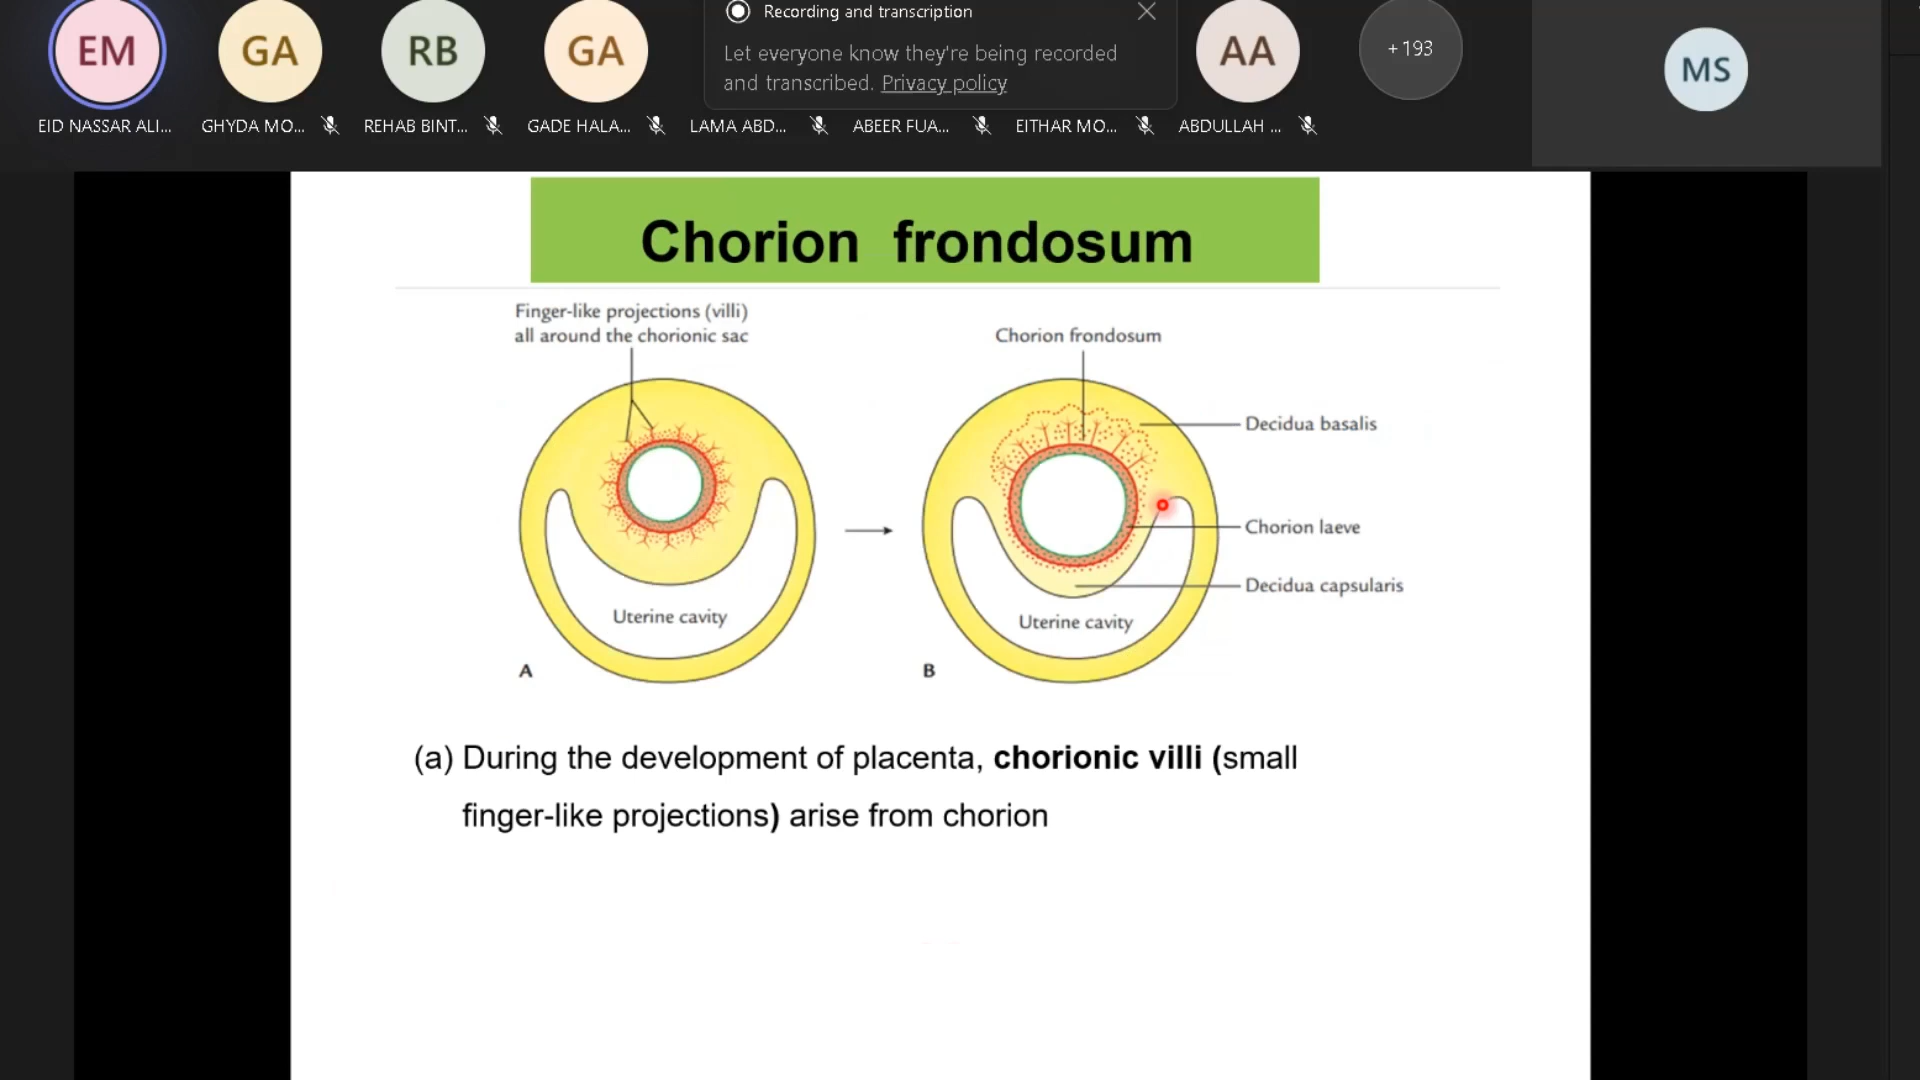 EM
GA
RB
GA
Recording and transcription
Let everyone know they're being recorded
and transcribed. Privacy policy
AA
+193
MS
EID NASSAR ALI...
GHYDA MO...
REHAB BINT...
GADE HALA...
LAMA ABD...
ABEER FUA...
EITHAR MO...
ABDULLAH ...
Chorion frondosum
Finger-like projections (villi)
all around the chorionic sac
Chorion frondosum
Decidua basalis
Chorion laeve
Decidua capsularis
Uterine cavity
Uterine cavity
A
B
(a) During the development of placenta, chorionic villi (small
finger-like projections) arise from chorion